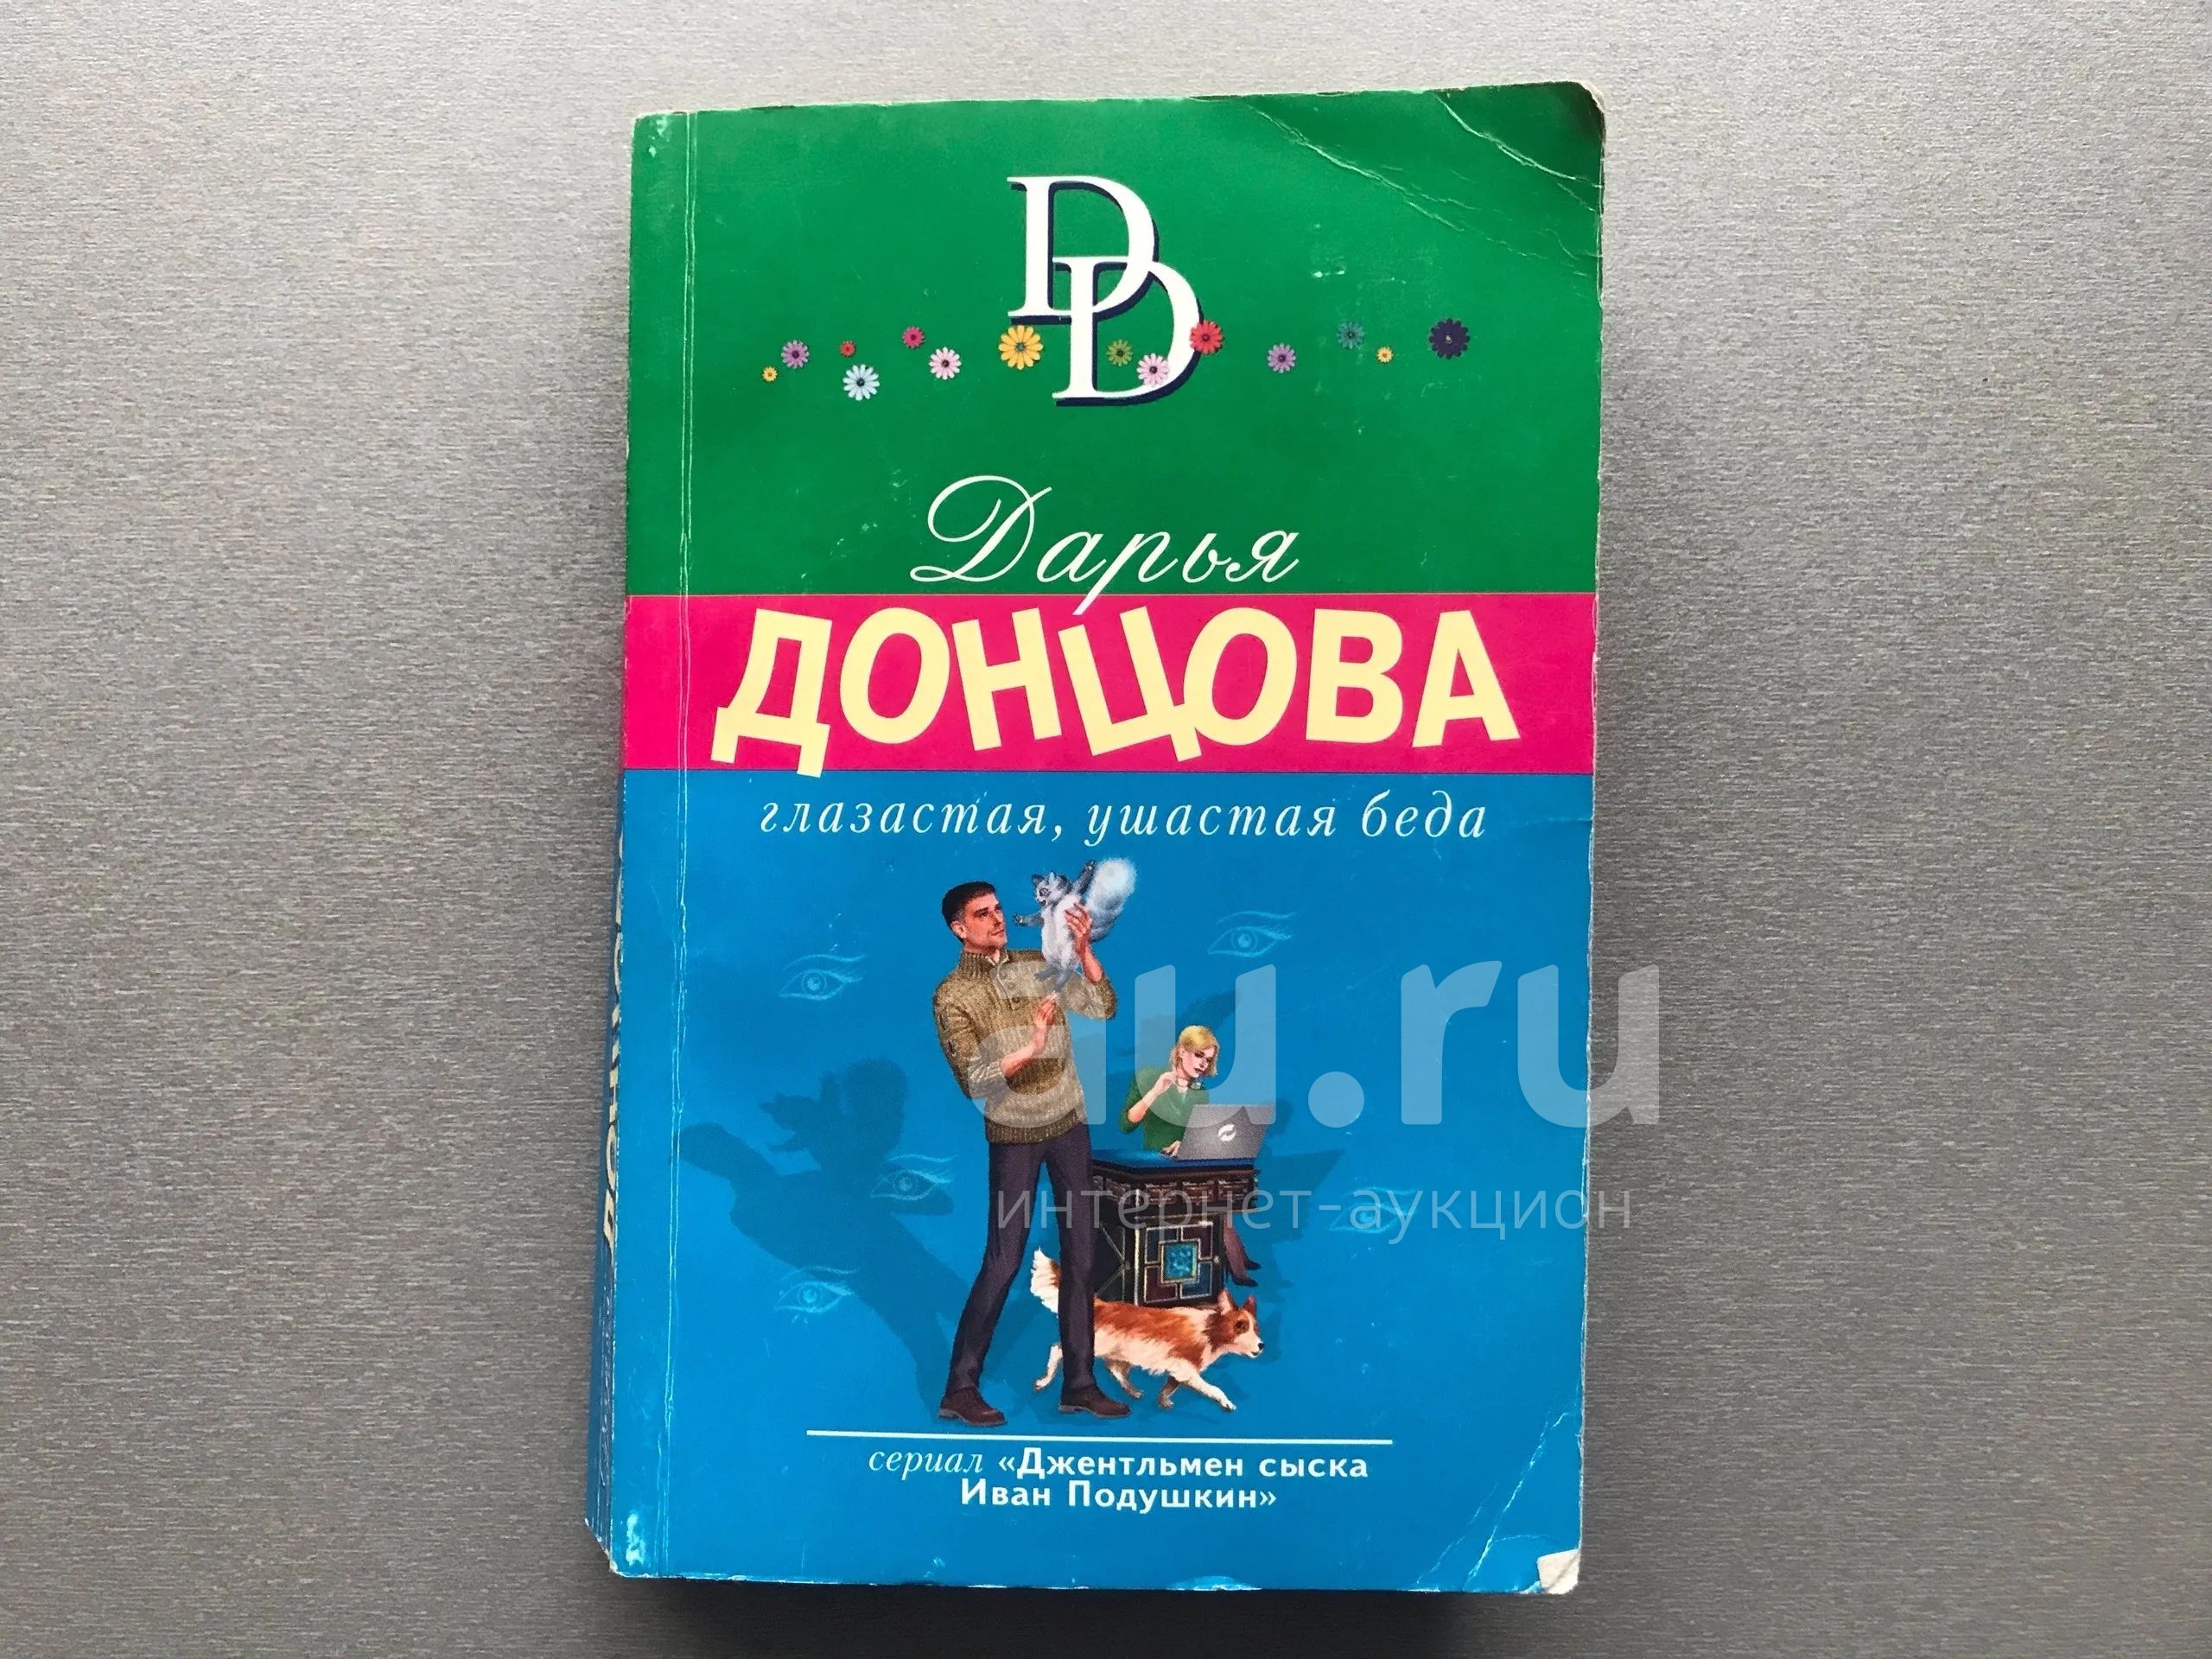 DD
Дарья
ДОНЦОВА
глазастая, ушастая беда
au.ru
интернет-аукцион
сериал «Джентльмен сыска
Иван Подушкин»